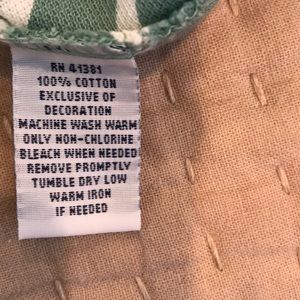 RN 41381
100% COTTON
EXCLUSIVE OF
DECORATION
MACHINE WASH WARM
ONLY NON-CHLORINE
BLEACH WHEN NEEDED
REMOVE PROMPTLY
TUMBLE DRY LOW
WARM IRON
IF NEEDED